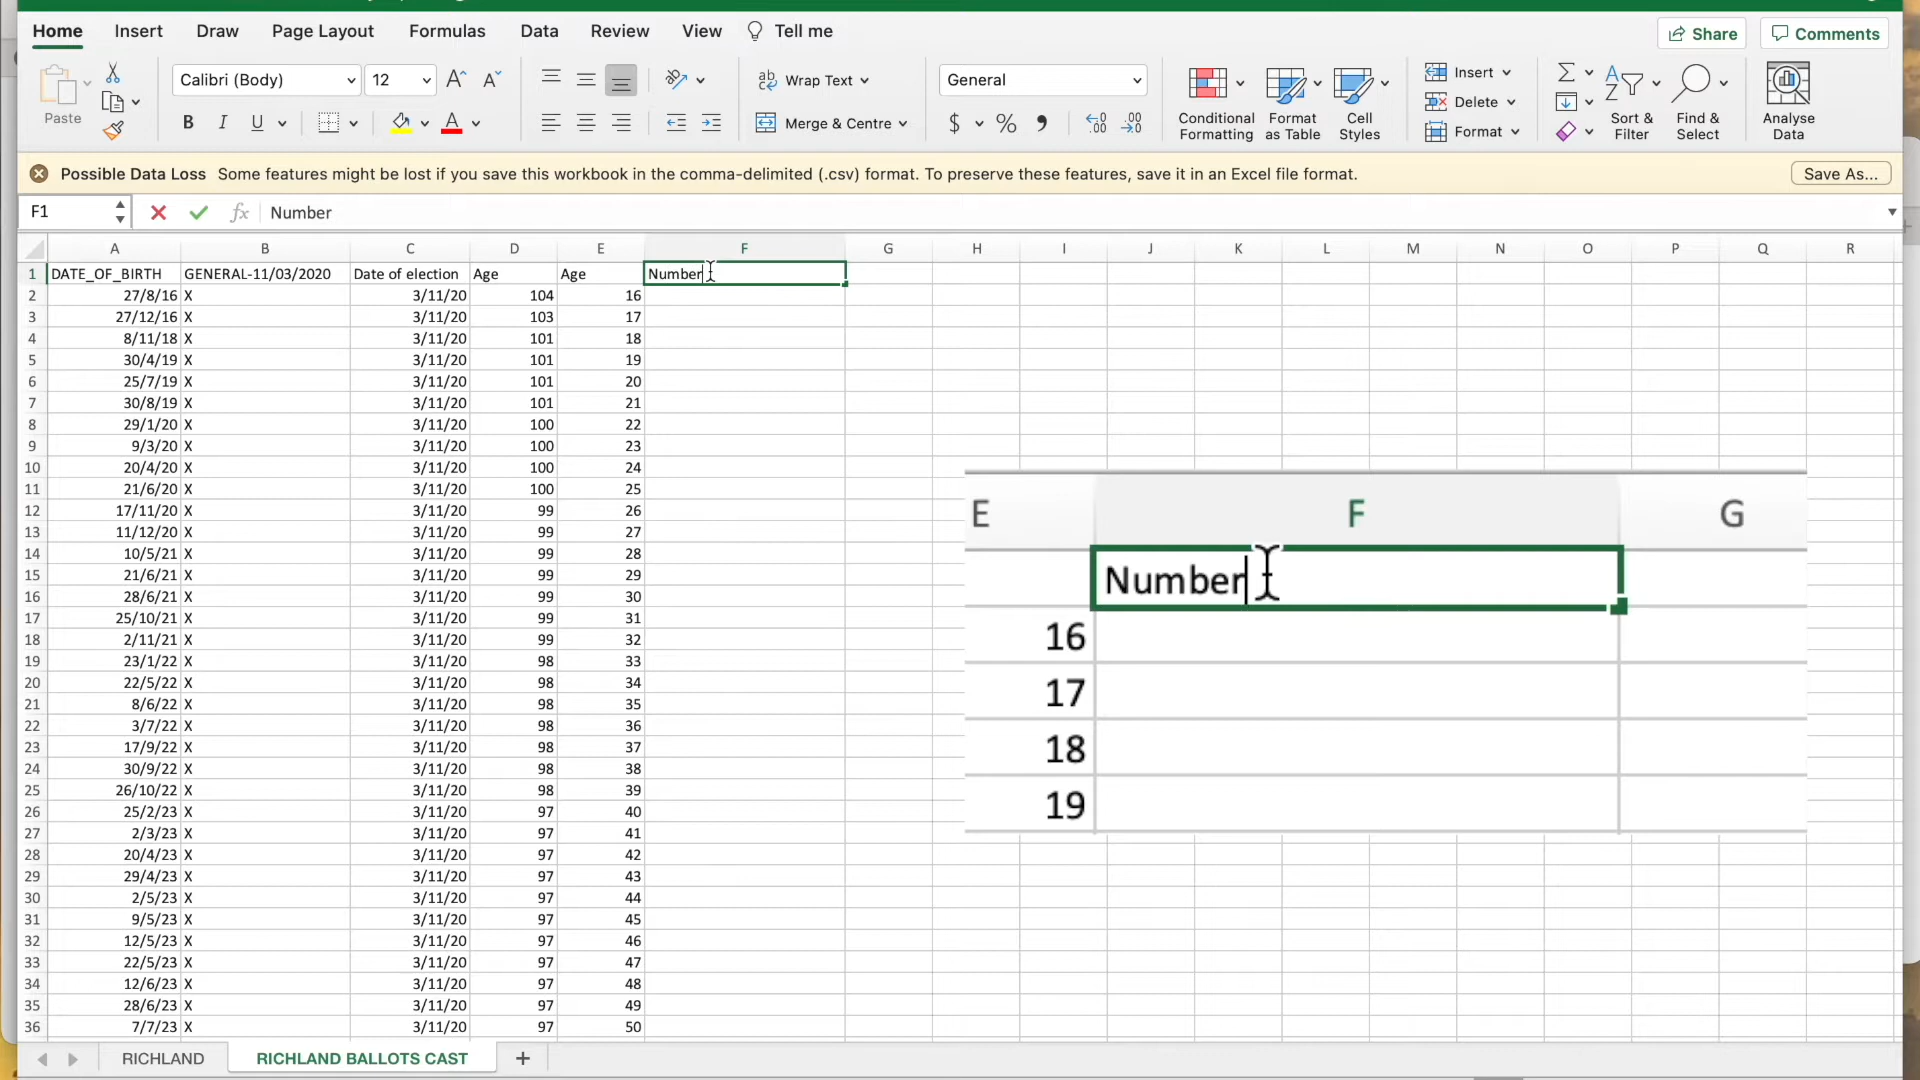 Home Insert Draw Page Layout Formulas Data Review View Tell me Share Comments
Paste
Calibri (Body) 12
Wrap Text
Merge & Centre
General
Conditional Formatting
Format as Table
Cell Styles
Insert
Delete
Format
Sort & Filter
Find & Select
Analyse Data
Possible Data Loss Some features might be lost if you save this workbook in the comma-delimited (.csv) format. To preserve these features, save it in an Excel file format. Save As...
F1 fx Number
A B C D E F G H I J K L M N O P Q R
1 DATE_OF_BIRTH GENERAL-11/03/2020 Date of election Age Age Number
2 27/8/16 X 3/11/20 104 16
3 27/12/16 X 3/11/20 103 17
4 8/11/18 X 3/11/20 101 18
5 30/4/19 X 3/11/20 101 19
6 25/7/19 X 3/11/20 101 20
7 30/8/19 X 3/11/20 101 21
8 29/1/20 X 3/11/20 100 22
9 9/3/20 X 3/11/20 100 23
10 20/4/20 X 3/11/20 100 24
11 21/6/20 X 3/11/20 100 25
12 17/11/20 X 3/11/20 99 26
13 11/12/20 X 3/11/20 99 27
14 10/5/21 X 3/11/20 99 28
15 21/6/21 X 3/11/20 99 29
16 28/6/21 X 3/11/20 99 30
17 25/10/21 X 3/11/20 99 31
18 2/11/21 X 3/11/20 99 32
19 23/1/22 X 3/11/20 98 33
20 22/5/22 X 3/11/20 98 34
21 8/6/22 X 3/11/20 98 35
22 3/7/22 X 3/11/20 98 36
23 17/9/22 X 3/11/20 98 37
24 30/9/22 X 3/11/20 98 38
25 26/10/22 X 3/11/20 98 39
26 25/2/23 X 3/11/20 97 40
27 2/3/23 X 3/11/20 97 41
28 20/4/23 X 3/11/20 97 42
29 29/4/23 X 3/11/20 97 43
30 2/5/23 X 3/11/20 97 44
31 9/5/23 X 3/11/20 97 45
32 12/5/23 X 3/11/20 97 46
33 22/5/23 X 3/11/20 97 47
34 12/6/23 X 3/11/20 97 48
35 28/6/23 X 3/11/20 97 49
36 7/7/23 X 3/11/20 97 50
E F G
Number
16
17
18
19
RICHLAND RICHLAND BALLOTS CAST